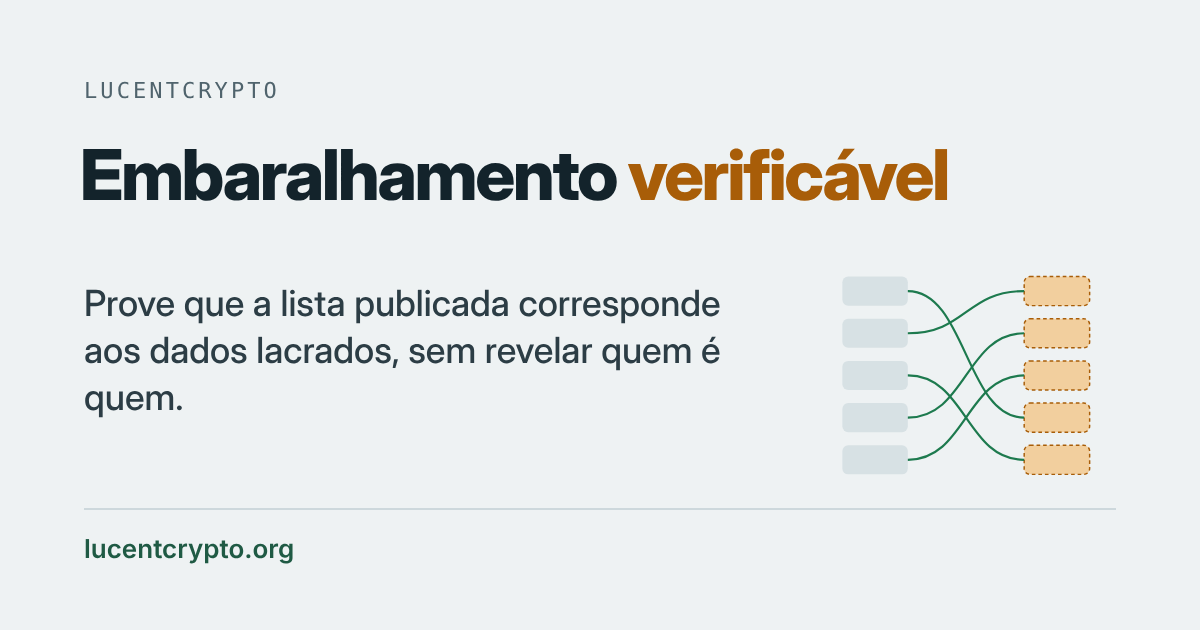 LUCENTCRYPTO
Embaralhamento verificável
Prove que a lista publicada corresponde
aos dados lacrados, sem revelar quem é
quem.
lucentcrypto.org